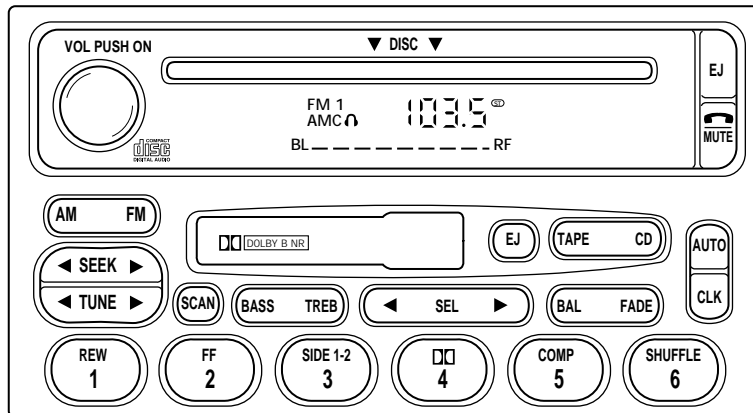 VOL PUSH ON
▼ DISC ▼
EJ
FM 1 103.5 ST
AMC
MUTE
COMPACT
disc
DIGITAL AUDIO
BL RF
AM FM
DOLBY B NR
EJ
TAPE CD
AUTO
◀ SEEK ▶
◀ TUNE ▶
SCAN
BASS TREB
◀ SEL ▶
BAL FADE
CLK
REW
1
FF
2
SIDE 1-2
3
4
COMP
5
SHUFFLE
6